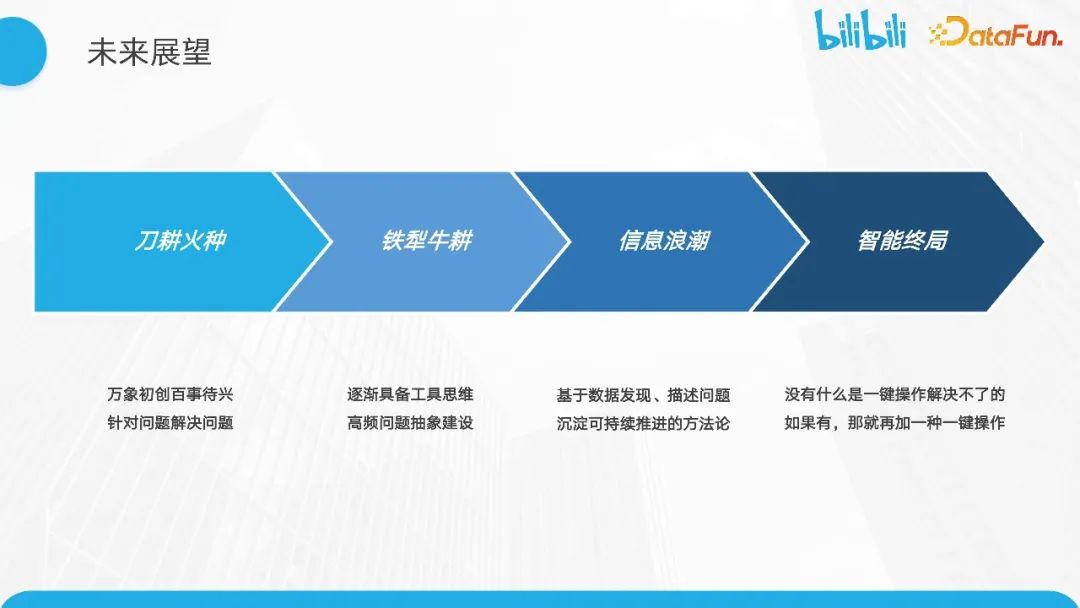 未来展望
bilibili
DataFun.
刀耕火种
铁犁牛耕
信息浪潮
智能终局
万象初创百事待兴
针对问题解决问题
逐渐具备工具思维
高频问题抽象建设
基于数据发现、描述问题
沉淀可持续推进的方法论
没有什么是一键操作解决不了的
如果有，那就再加一种一键操作